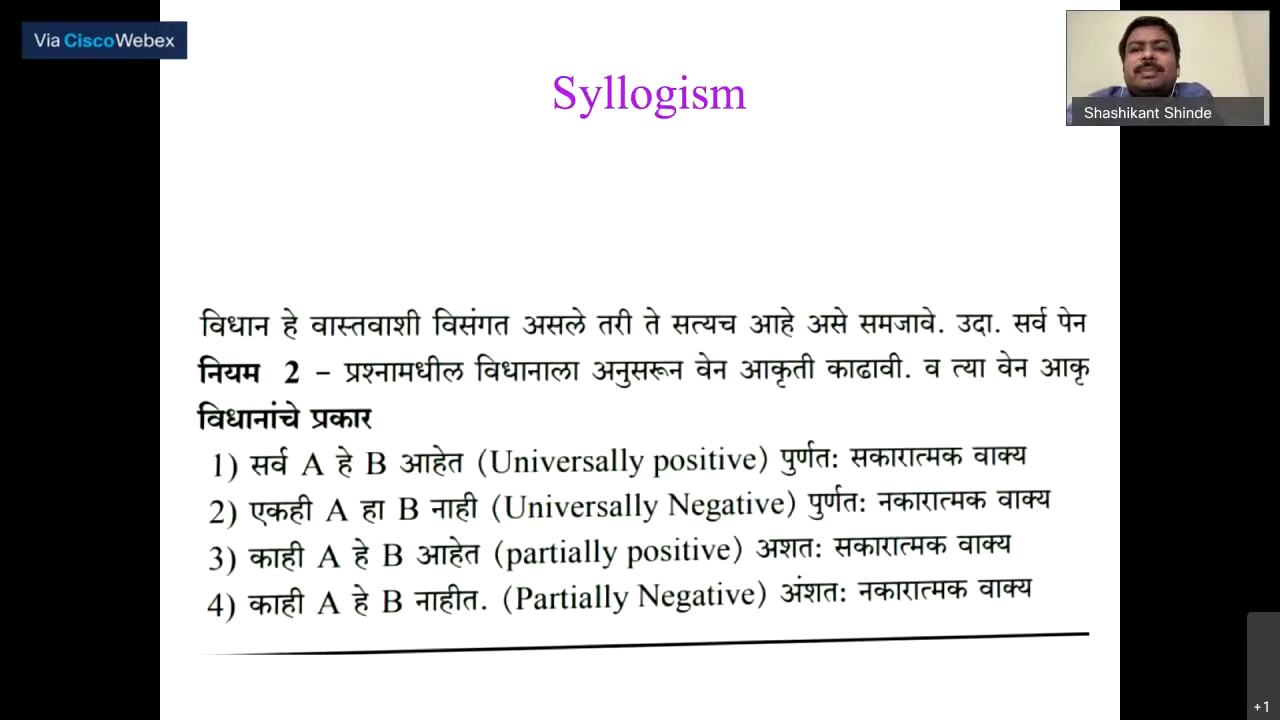 Via Cisco Webex
Shashikant Shinde
Syllogism
विधान हे वास्तवाशी विसंगत असले तरी ते सत्यच आहे असे समजावे. उदा. सर्व पेन
नियम 2 – प्रश्नामधील विधानाला अनुसरून वेन आकृती काढावी. व त्या वेन आकृ
विधानांचे प्रकार
1) सर्व A हे B आहेत (Universally positive) पुर्णत: सकारात्मक वाक्य
2) एकही A हा B नाही (Universally Negative) पुर्णत: नकारात्मक वाक्य
3) काही A हे B आहेत (partially positive) अशत: सकारात्मक वाक्य
4) काही A हे B नाहीत. (Partially Negative) अंशत: नकारात्मक वाक्य
+1